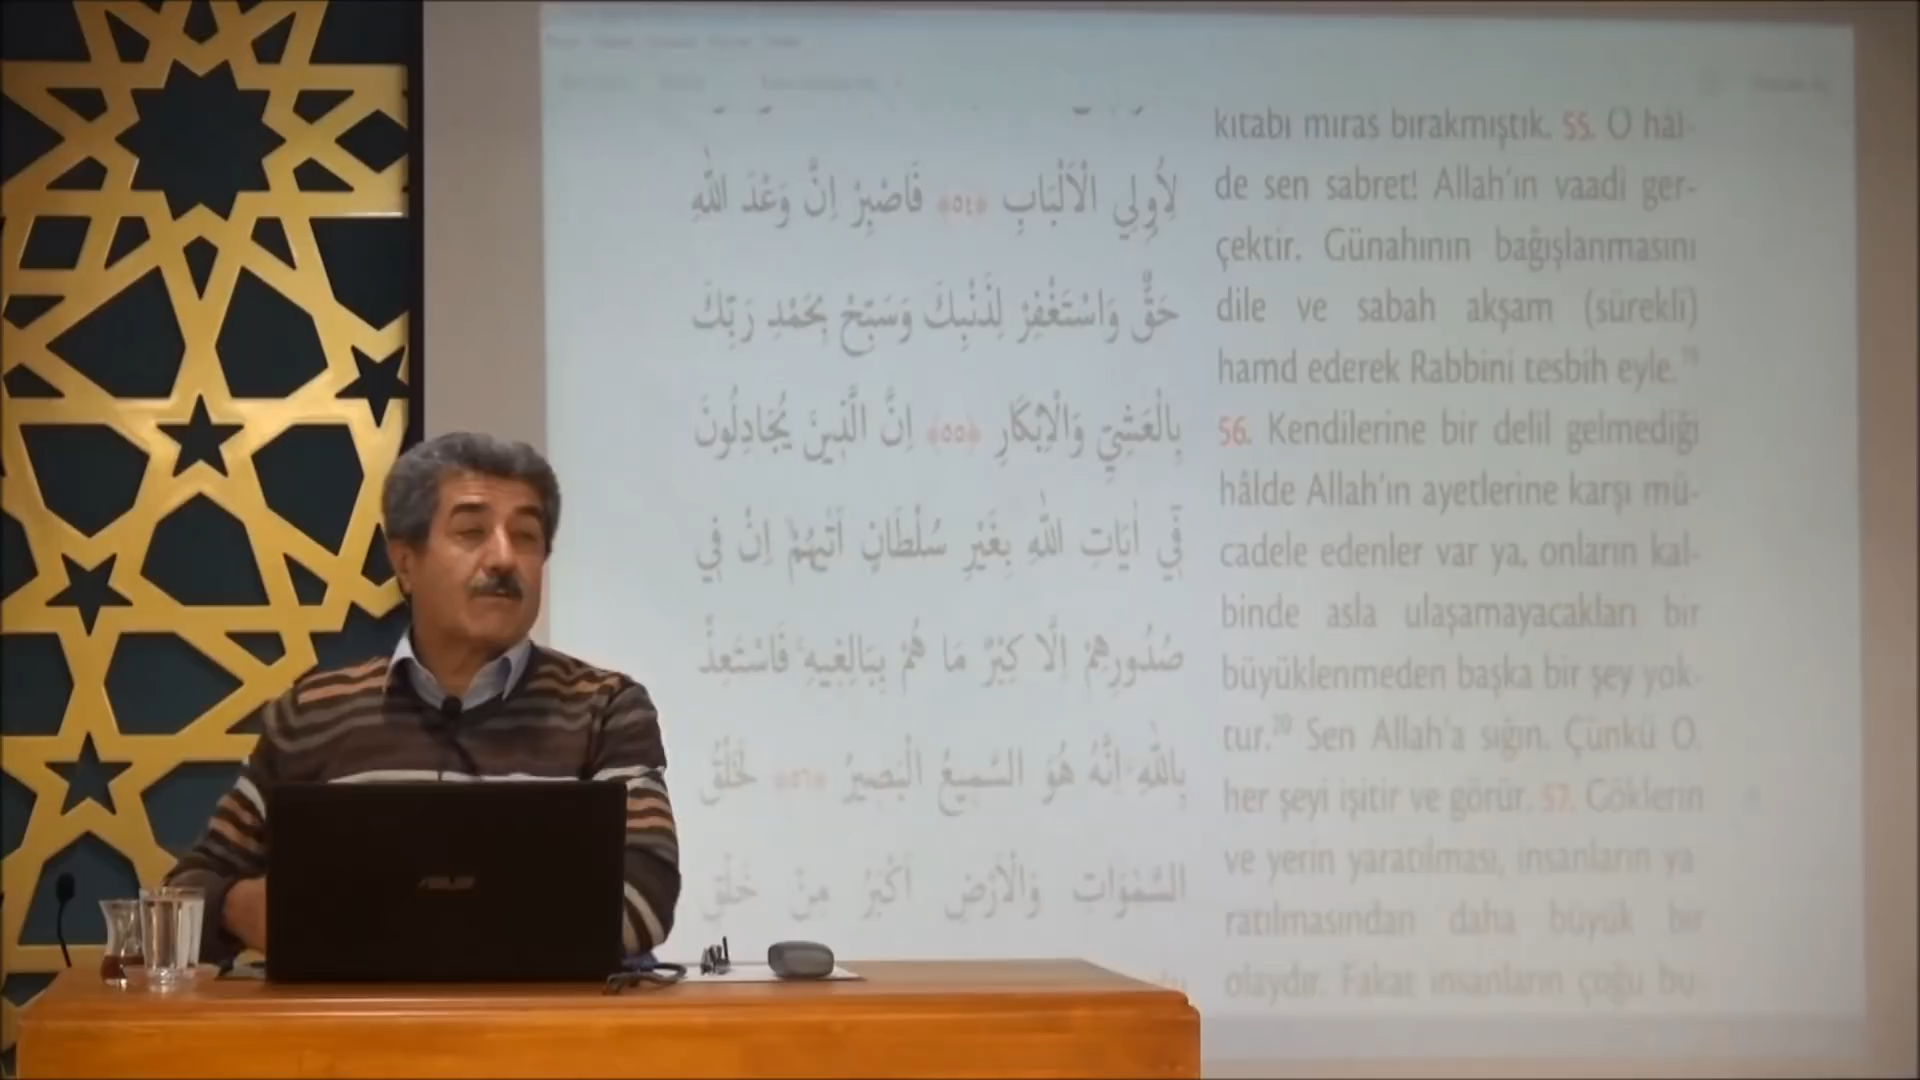 لِاُو۬لِي الْاَلْبَابِ ﴿٥٤﴾ فَاصْبِرْ اِنَّ وَعْدَ اللّٰهِ
حَقٌّ وَاسْتَغْفِرْ لِذَنْبِكَ وَسَبِّحْ بِحَمْدِ رَبِّكَ
بِالْعَشِيِّ وَالْاِبْكَارِ ﴿٥٥﴾ اِنَّ الَّذ۪ينَ يُجَادِلُونَ
ف۪ٓي اٰيَاتِ اللّٰهِ بِغَيْرِ سُلْطَانٍ اَتٰيهُمْۙ اِنْ ف۪ي
صُدُورِهِمْ اِلَّا كِبْرٌ مَا هُمْ بِبَالِغ۪يهِۚ فَاسْتَعِذْ
بِاللّٰهِۜ اِنَّهُ هُوَ السَّم۪يعُ الْبَص۪يرُ ﴿٥٦﴾ لَخَلْقُ
السَّمٰوَاتِ وَالْاَرْضِ اَكْبَرُ مِنْ خَلْقِ
kitabı miras bırakmıştık. 55. O hâl-
de sen sabret! Allah'ın vaadi ger-
çektir. Günahının bağışlanmasını
dile ve sabah akşam (sürekli)
hamd ederek Rabbini tesbih eyle.
56. Kendilerine bir delil gelmediği
hâlde Allah'ın ayetlerine karşı mü-
cadele edenler var ya, onların kal-
binde asla ulaşamayacakları bir
büyüklenmeden başka bir şey yok-
tur. Sen Allah'a sığın. Çünkü O,
her şeyi işitir ve görür. 57. Göklerin
ve yerin yaratılması, insanların ya-
ratılmasından daha büyük bir
olaydır. Fakat insanların çoğu bu-
ASUS